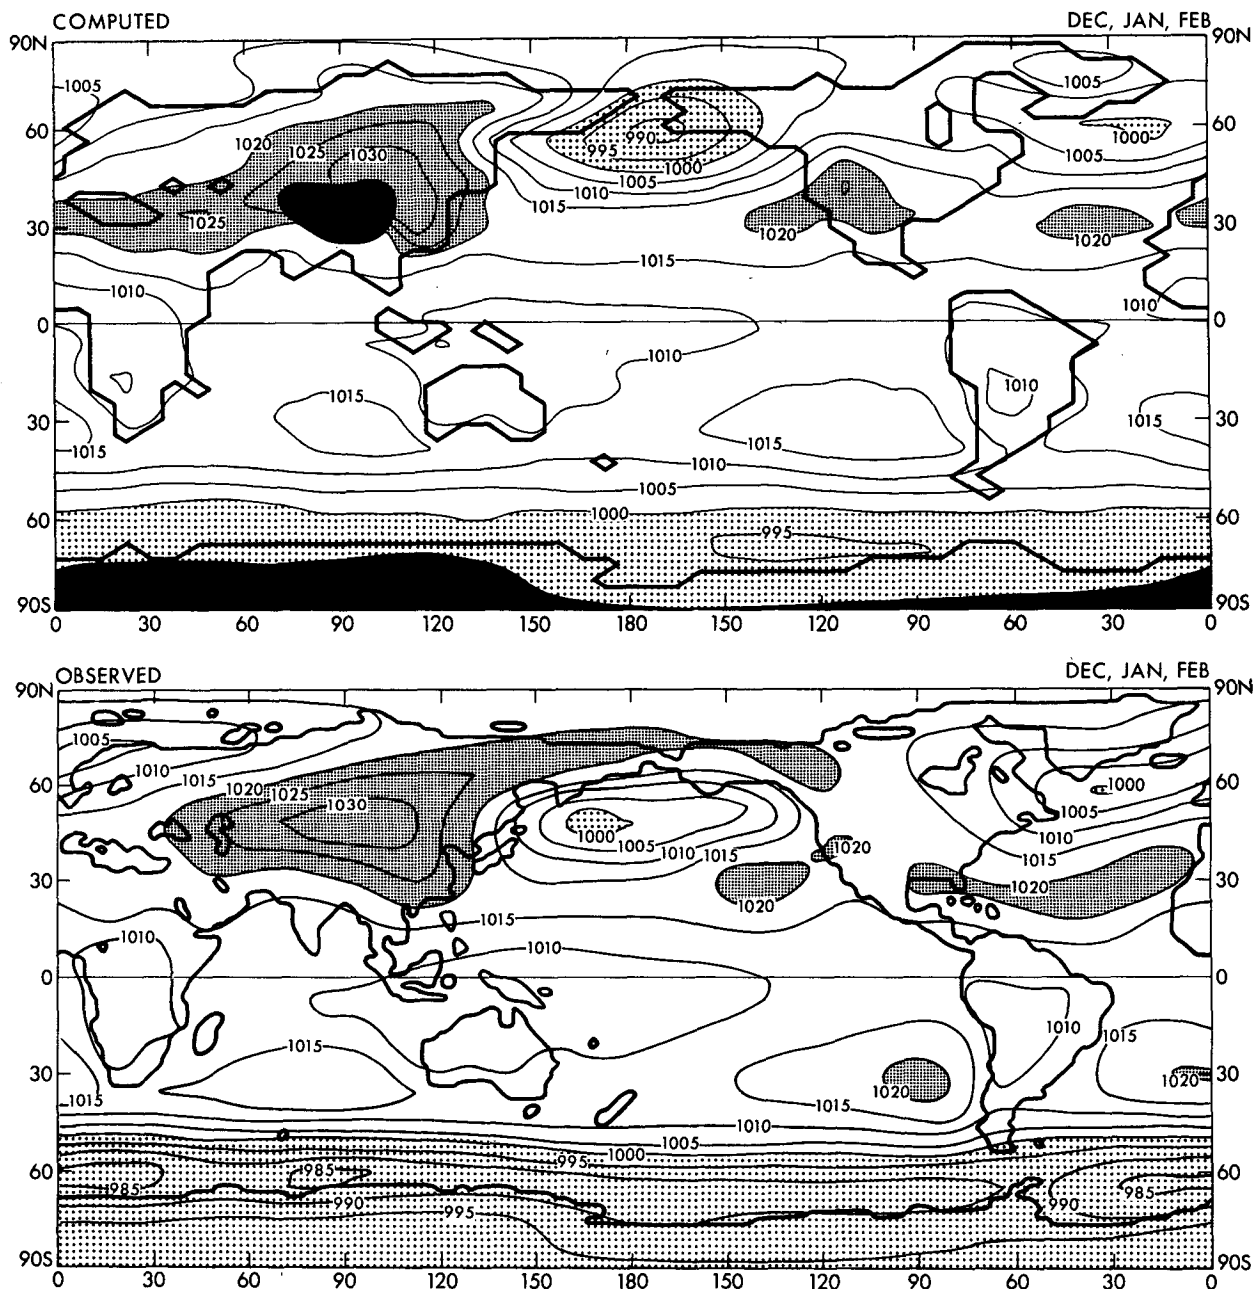 COMPUTED DEC, JAN, FEB
90N 90N
1005 1005
60 1020 1025 1030 990 995 1000 1000 60
1005 1005
1010
1015
30 1025 1020 1020 30
1015 1015
1010 1010
0 0
1010
1010
1015
30 1015 1015 1015 30
1010
1005
60 1000 60
995
90S 90S
0 30 60 90 120 150 180 150 120 90 60 30 0
OBSERVED DEC, JAN, FEB
90N 90N
1005
1010
60 1015 60
1020 1025 1000
1030 1000 1005
1005 1010 1015 1010
1020 1015
30 1020 1020 30
1015 1015
1010 1010
0 0
1010
1015 1015
30 1020 1020 30
1015 1015
1010
1005
1000
995
60 985 60
985 985
990 990
995
90S 90S
0 30 60 90 120 150 180 150 120 90 60 30 0